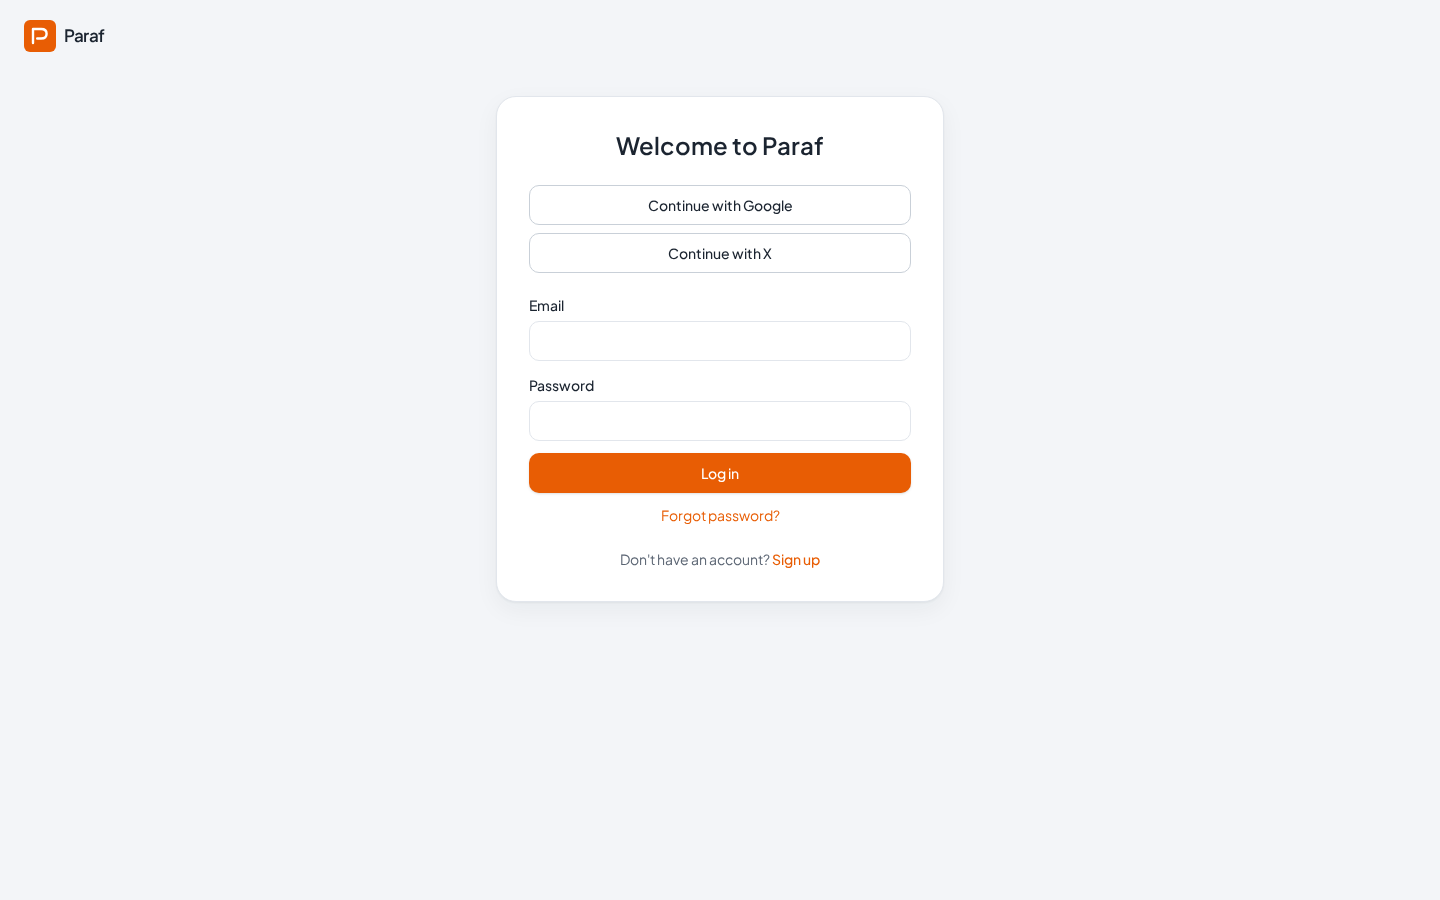 Paraf
Welcome to Paraf
Continue with Google
Continue with X
Email
Password
Log in
Forgot password?
Don't have an account? Sign up